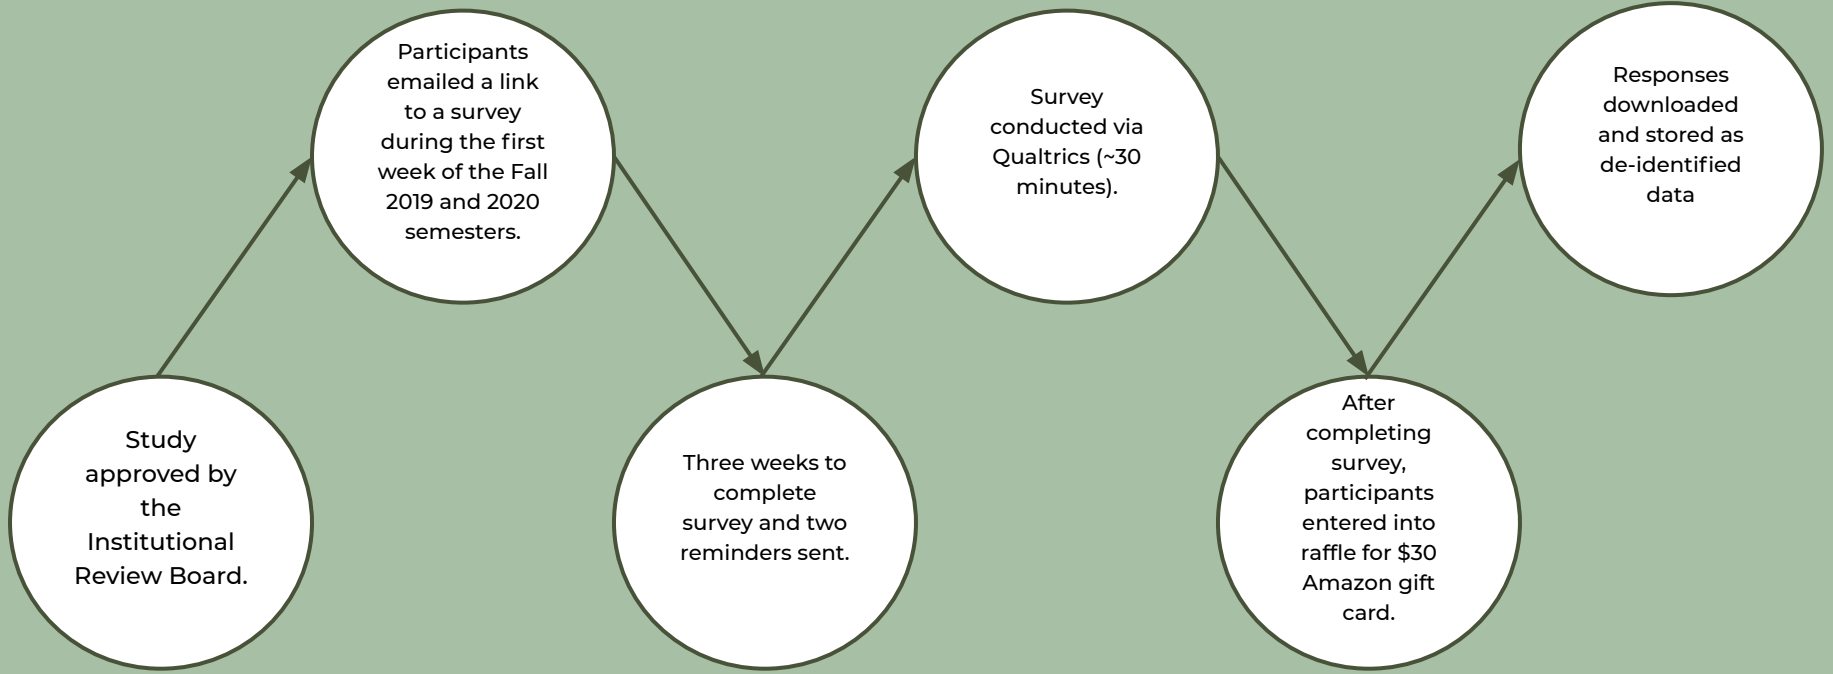 Study
approved by
the
Institutional
Review Board.
Participants
emailed a link
to a survey
during the first
week of the Fall
2019 and 2020
semesters.
Three weeks to
complete
survey and two
reminders sent.
Survey
conducted via
Qualtrics (~30
minutes).
After
completing
survey,
participants
entered into
raffle for $30
Amazon gift
card.
Responses
downloaded
and stored as
de-identified
data